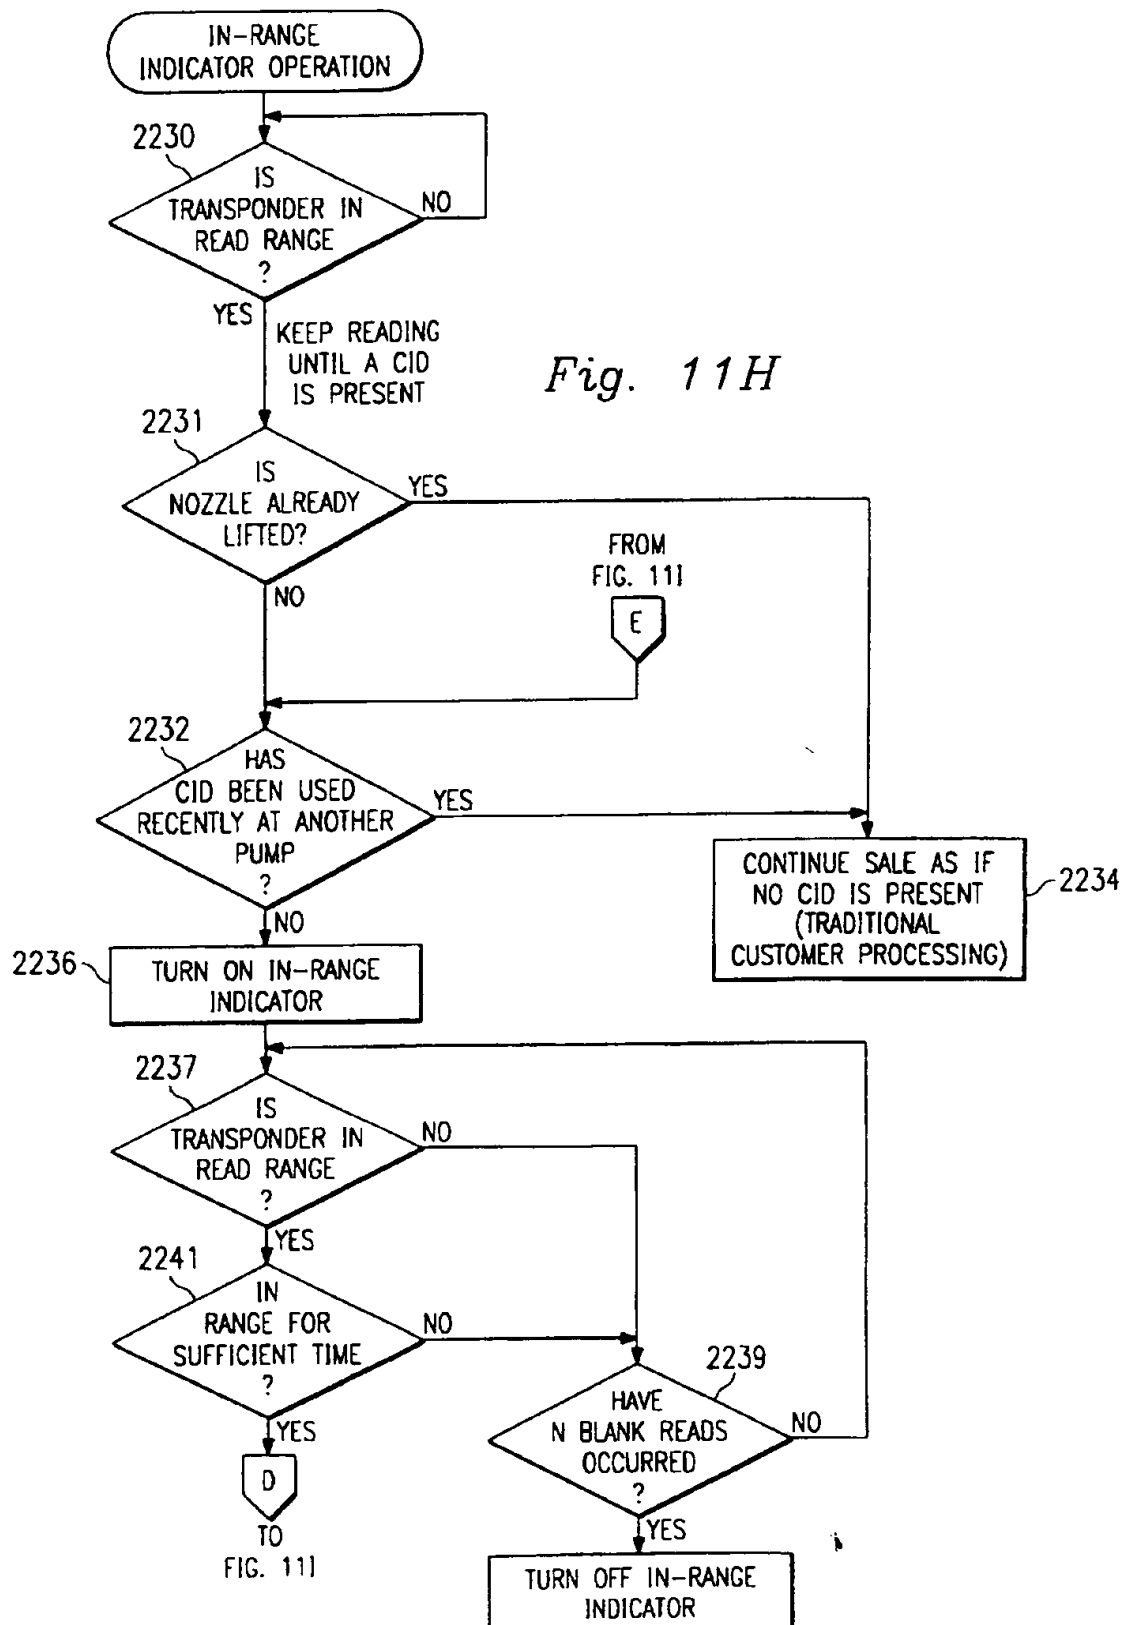 IN-RANGE
INDICATOR OPERATION
2230
IS
TRANSPONDER IN
READ RANGE
?
NO
YES
KEEP READING
UNTIL A CID
IS PRESENT
Fig. 11H
2231
IS
NOZZLE ALREADY
LIFTED?
YES
NO
FROM
FIG. 11I
E
2232
HAS
CID BEEN USED
RECENTLY AT ANOTHER
PUMP
?
YES
NO
CONTINUE SALE AS IF
NO CID IS PRESENT
(TRADITIONAL
CUSTOMER PROCESSING)
2234
2236
TURN ON IN-RANGE
INDICATOR
2237
IS
TRANSPONDER IN
READ RANGE
?
NO
YES
2241
IN
RANGE FOR
SUFFICIENT TIME
?
NO
YES
D
TO
FIG. 11I
2239
HAVE
N BLANK READS
OCCURRED
?
NO
YES
TURN OFF IN-RANGE
INDICATOR